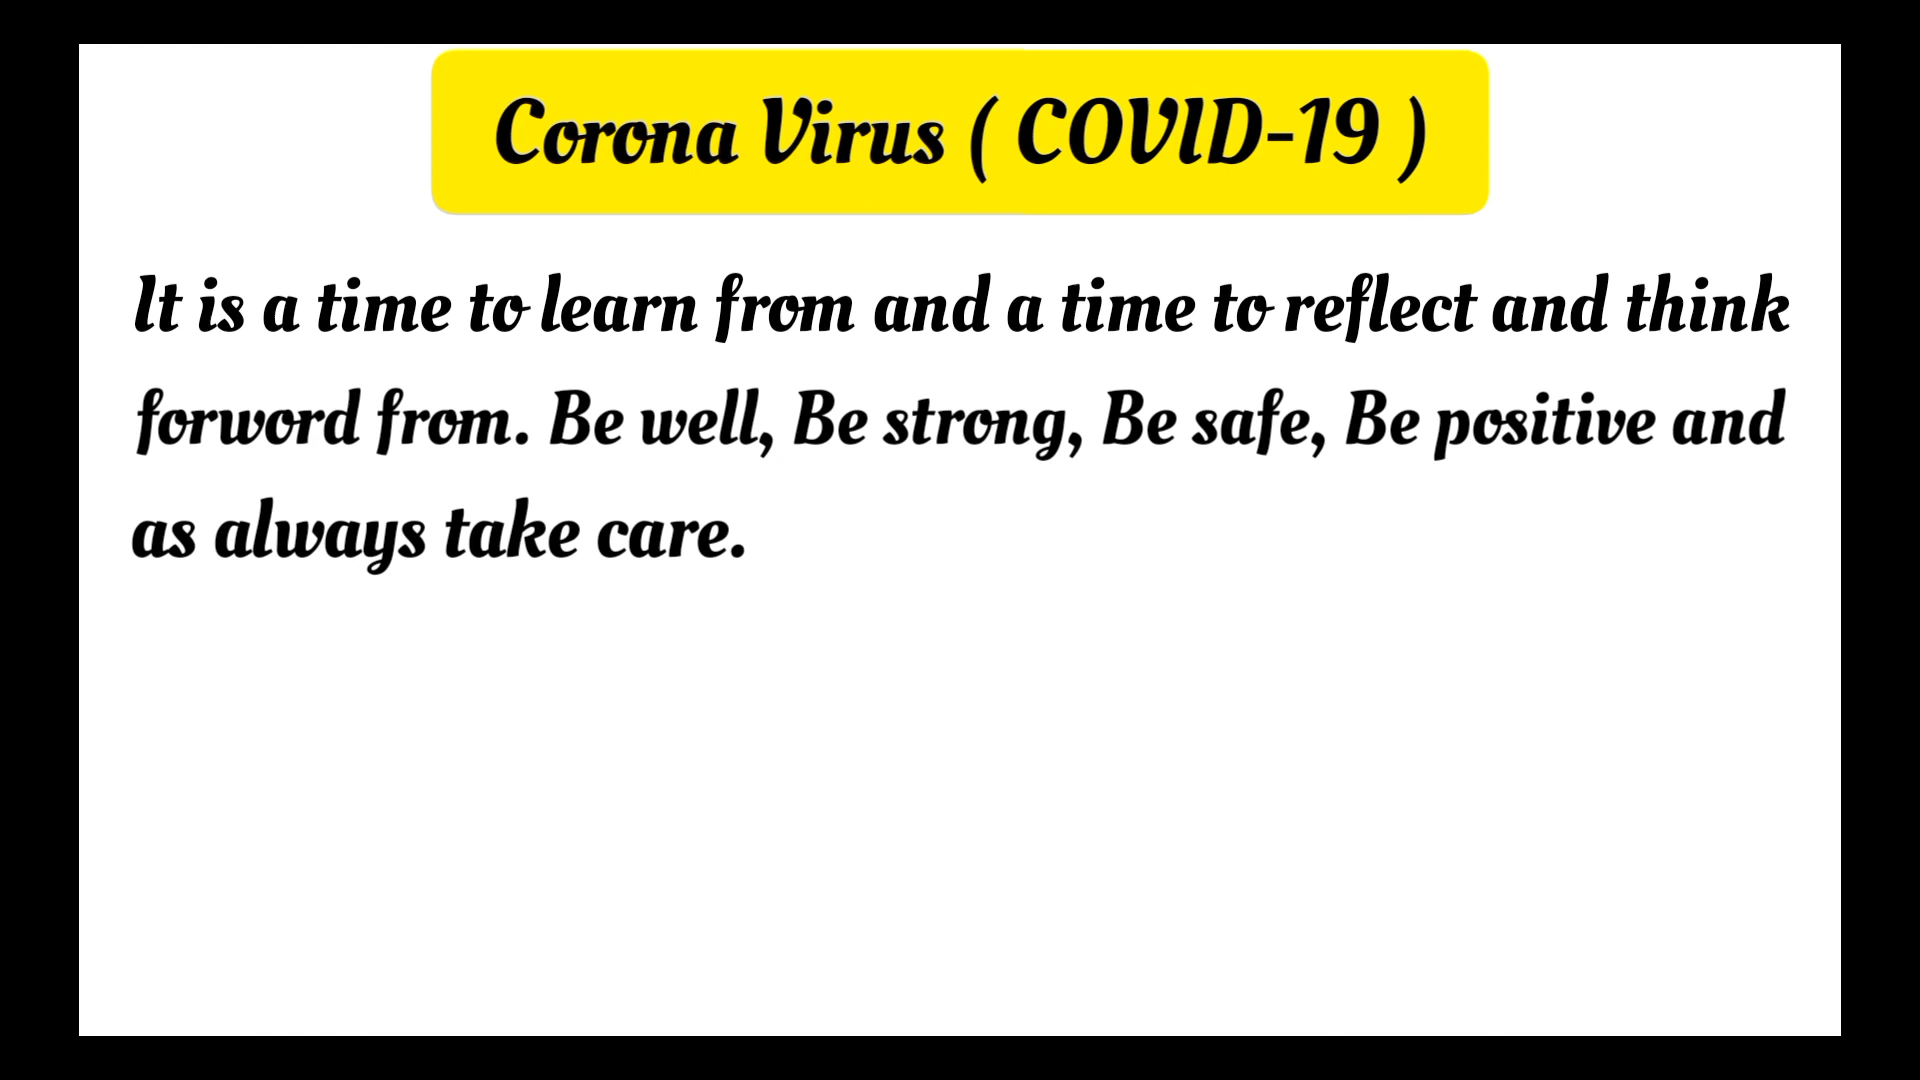 Corona Virus ( COVID-19 )
It is a time to learn from and a time to reflect and think
forword from. Be well, Be strong, Be safe, Be positive and
as always take care.